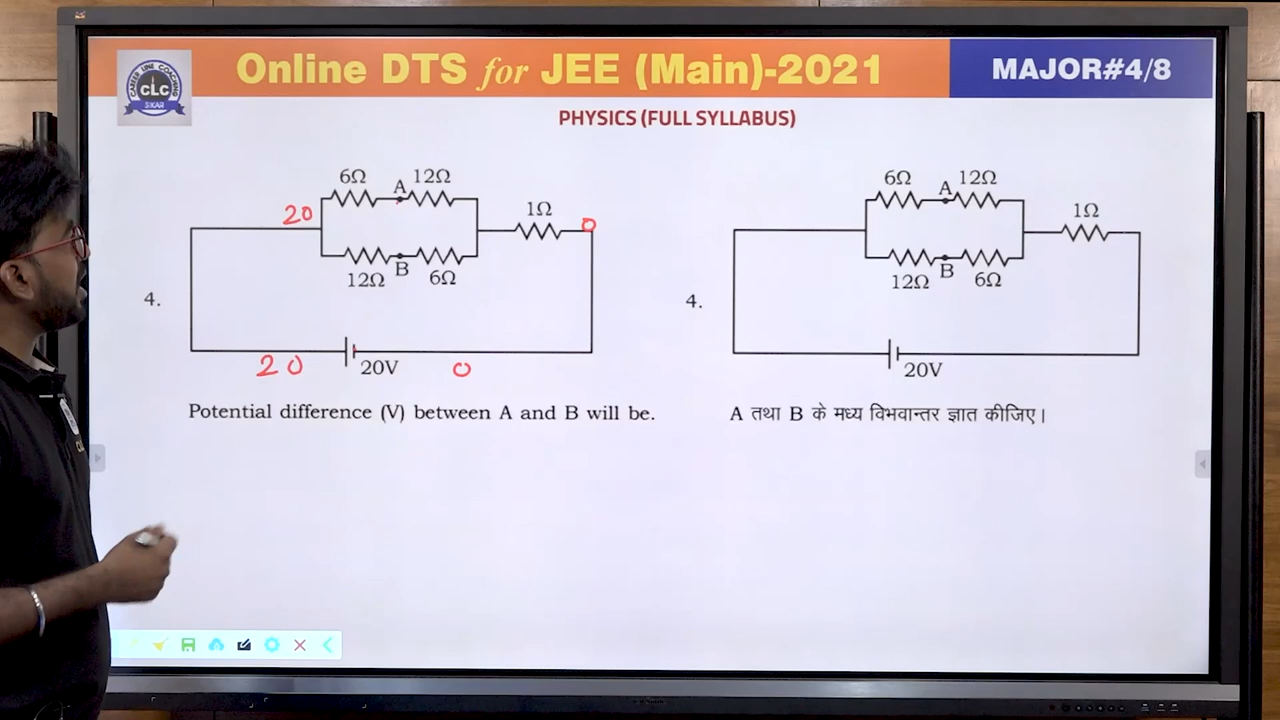 Online DTS for JEE (Main)-2021
MAJOR#4/8
CAREER LINE COACHING
CLC
SIKAR
PHYSICS (FULL SYLLABUS)
6Ω A 12Ω
20
1Ω
0
12Ω B 6Ω
4.
20 20V 0
Potential difference (V) between A and B will be.
6Ω A 12Ω
1Ω
12Ω B 6Ω
4.
20V
A तथा B के मध्य विभवान्तर ज्ञात कीजिए।